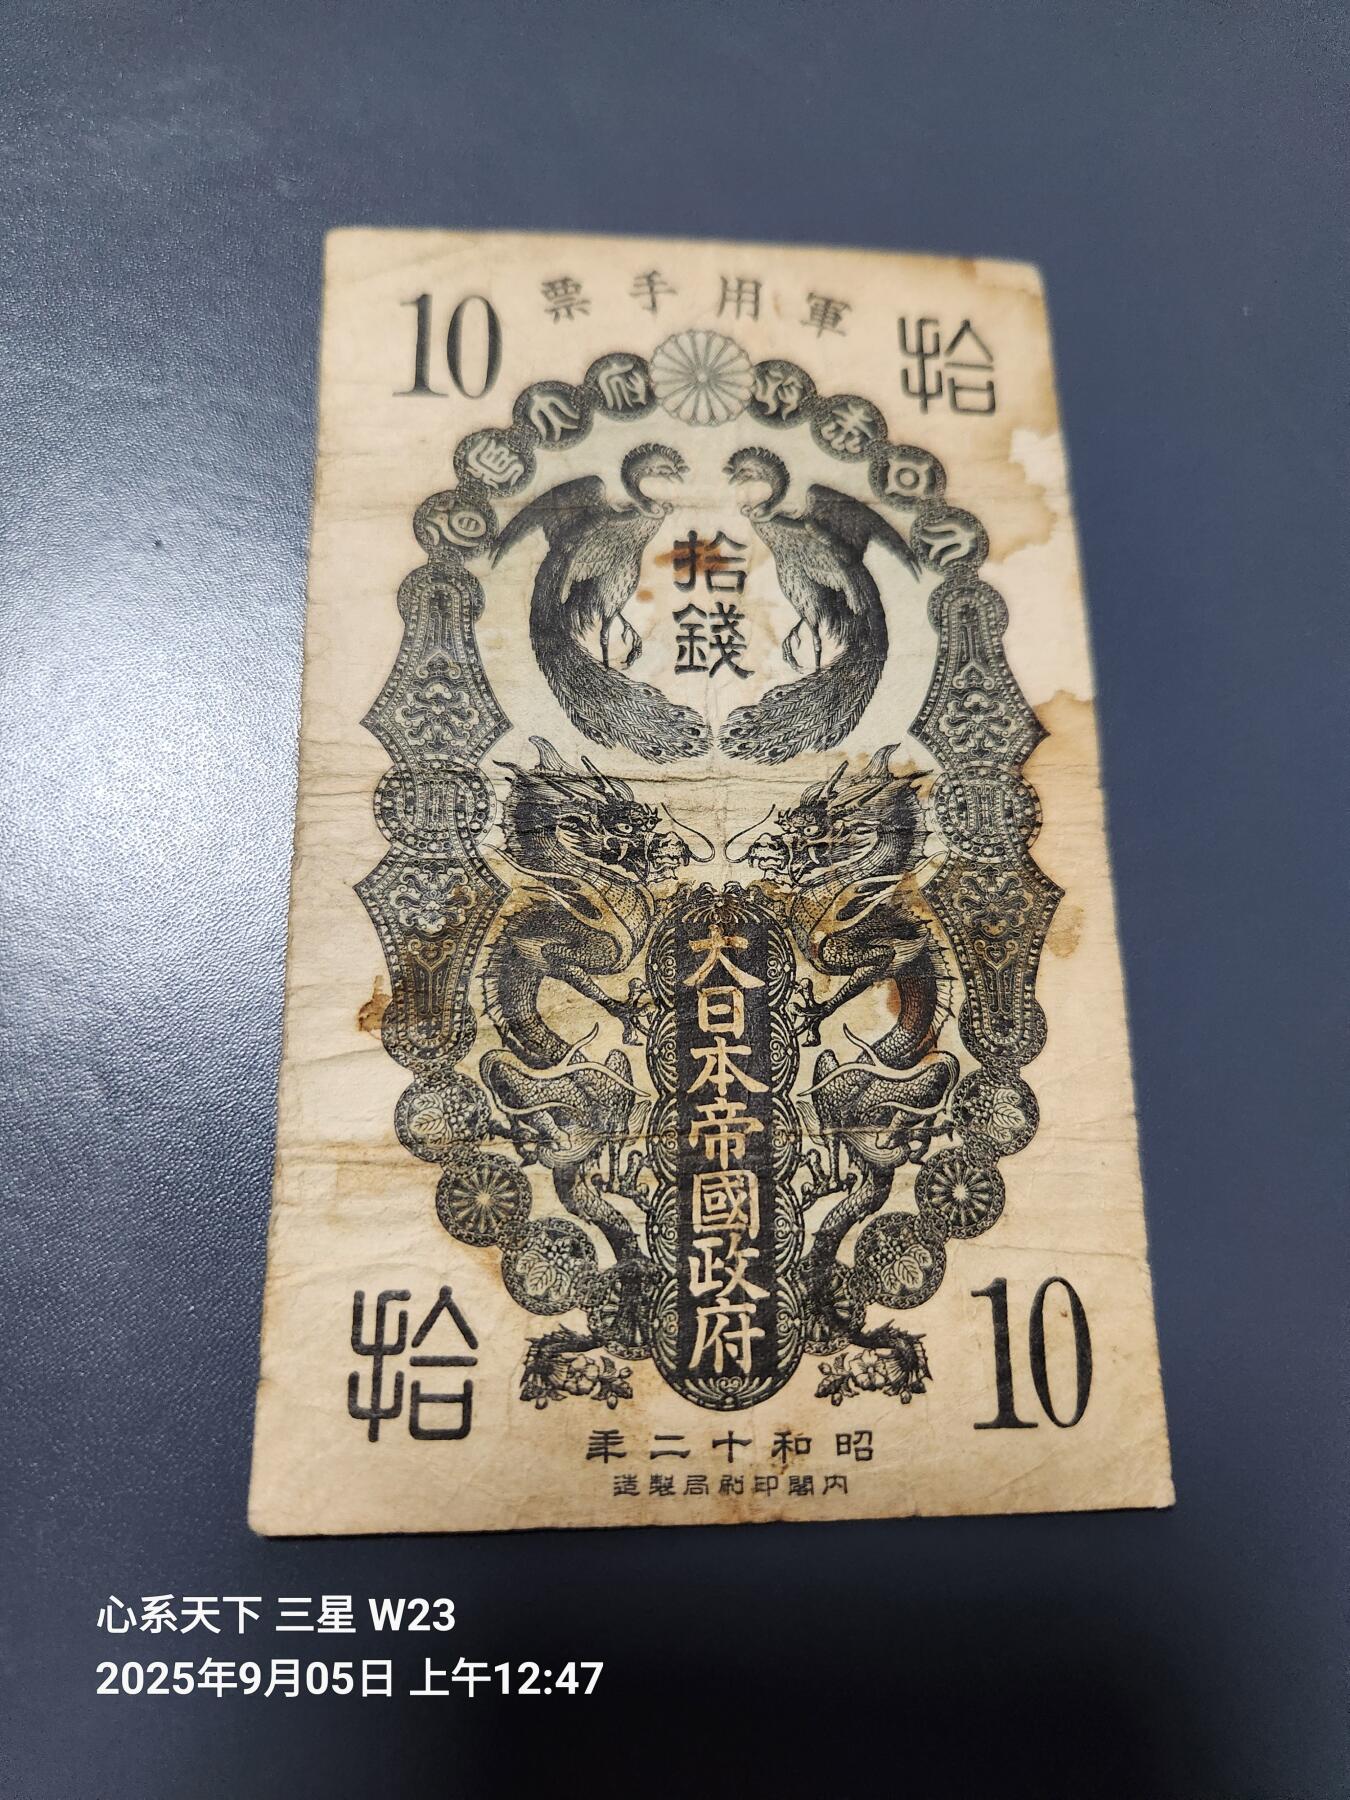 軍用手票
10
拾
拾錢
大日本帝國政府
拾
10
昭和十二年
內閣印刷局製造
心系天下 三星 W23
2025年9月05日 上午12:47